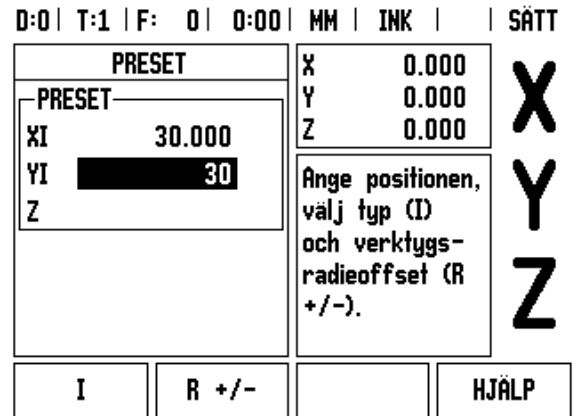 D:0| T:1 | F: 0| 0:00| MM | INK | | SÄTT
PRESET
PRESET
XI 30.000
YI 30
Z
X 0.000
Y 0.000
Z 0.000
Ange positionen,
välj typ (I)
och verktygs-
radieoffset (R
+/-).
X
Y
Z
I
R +/-
HJÄLP